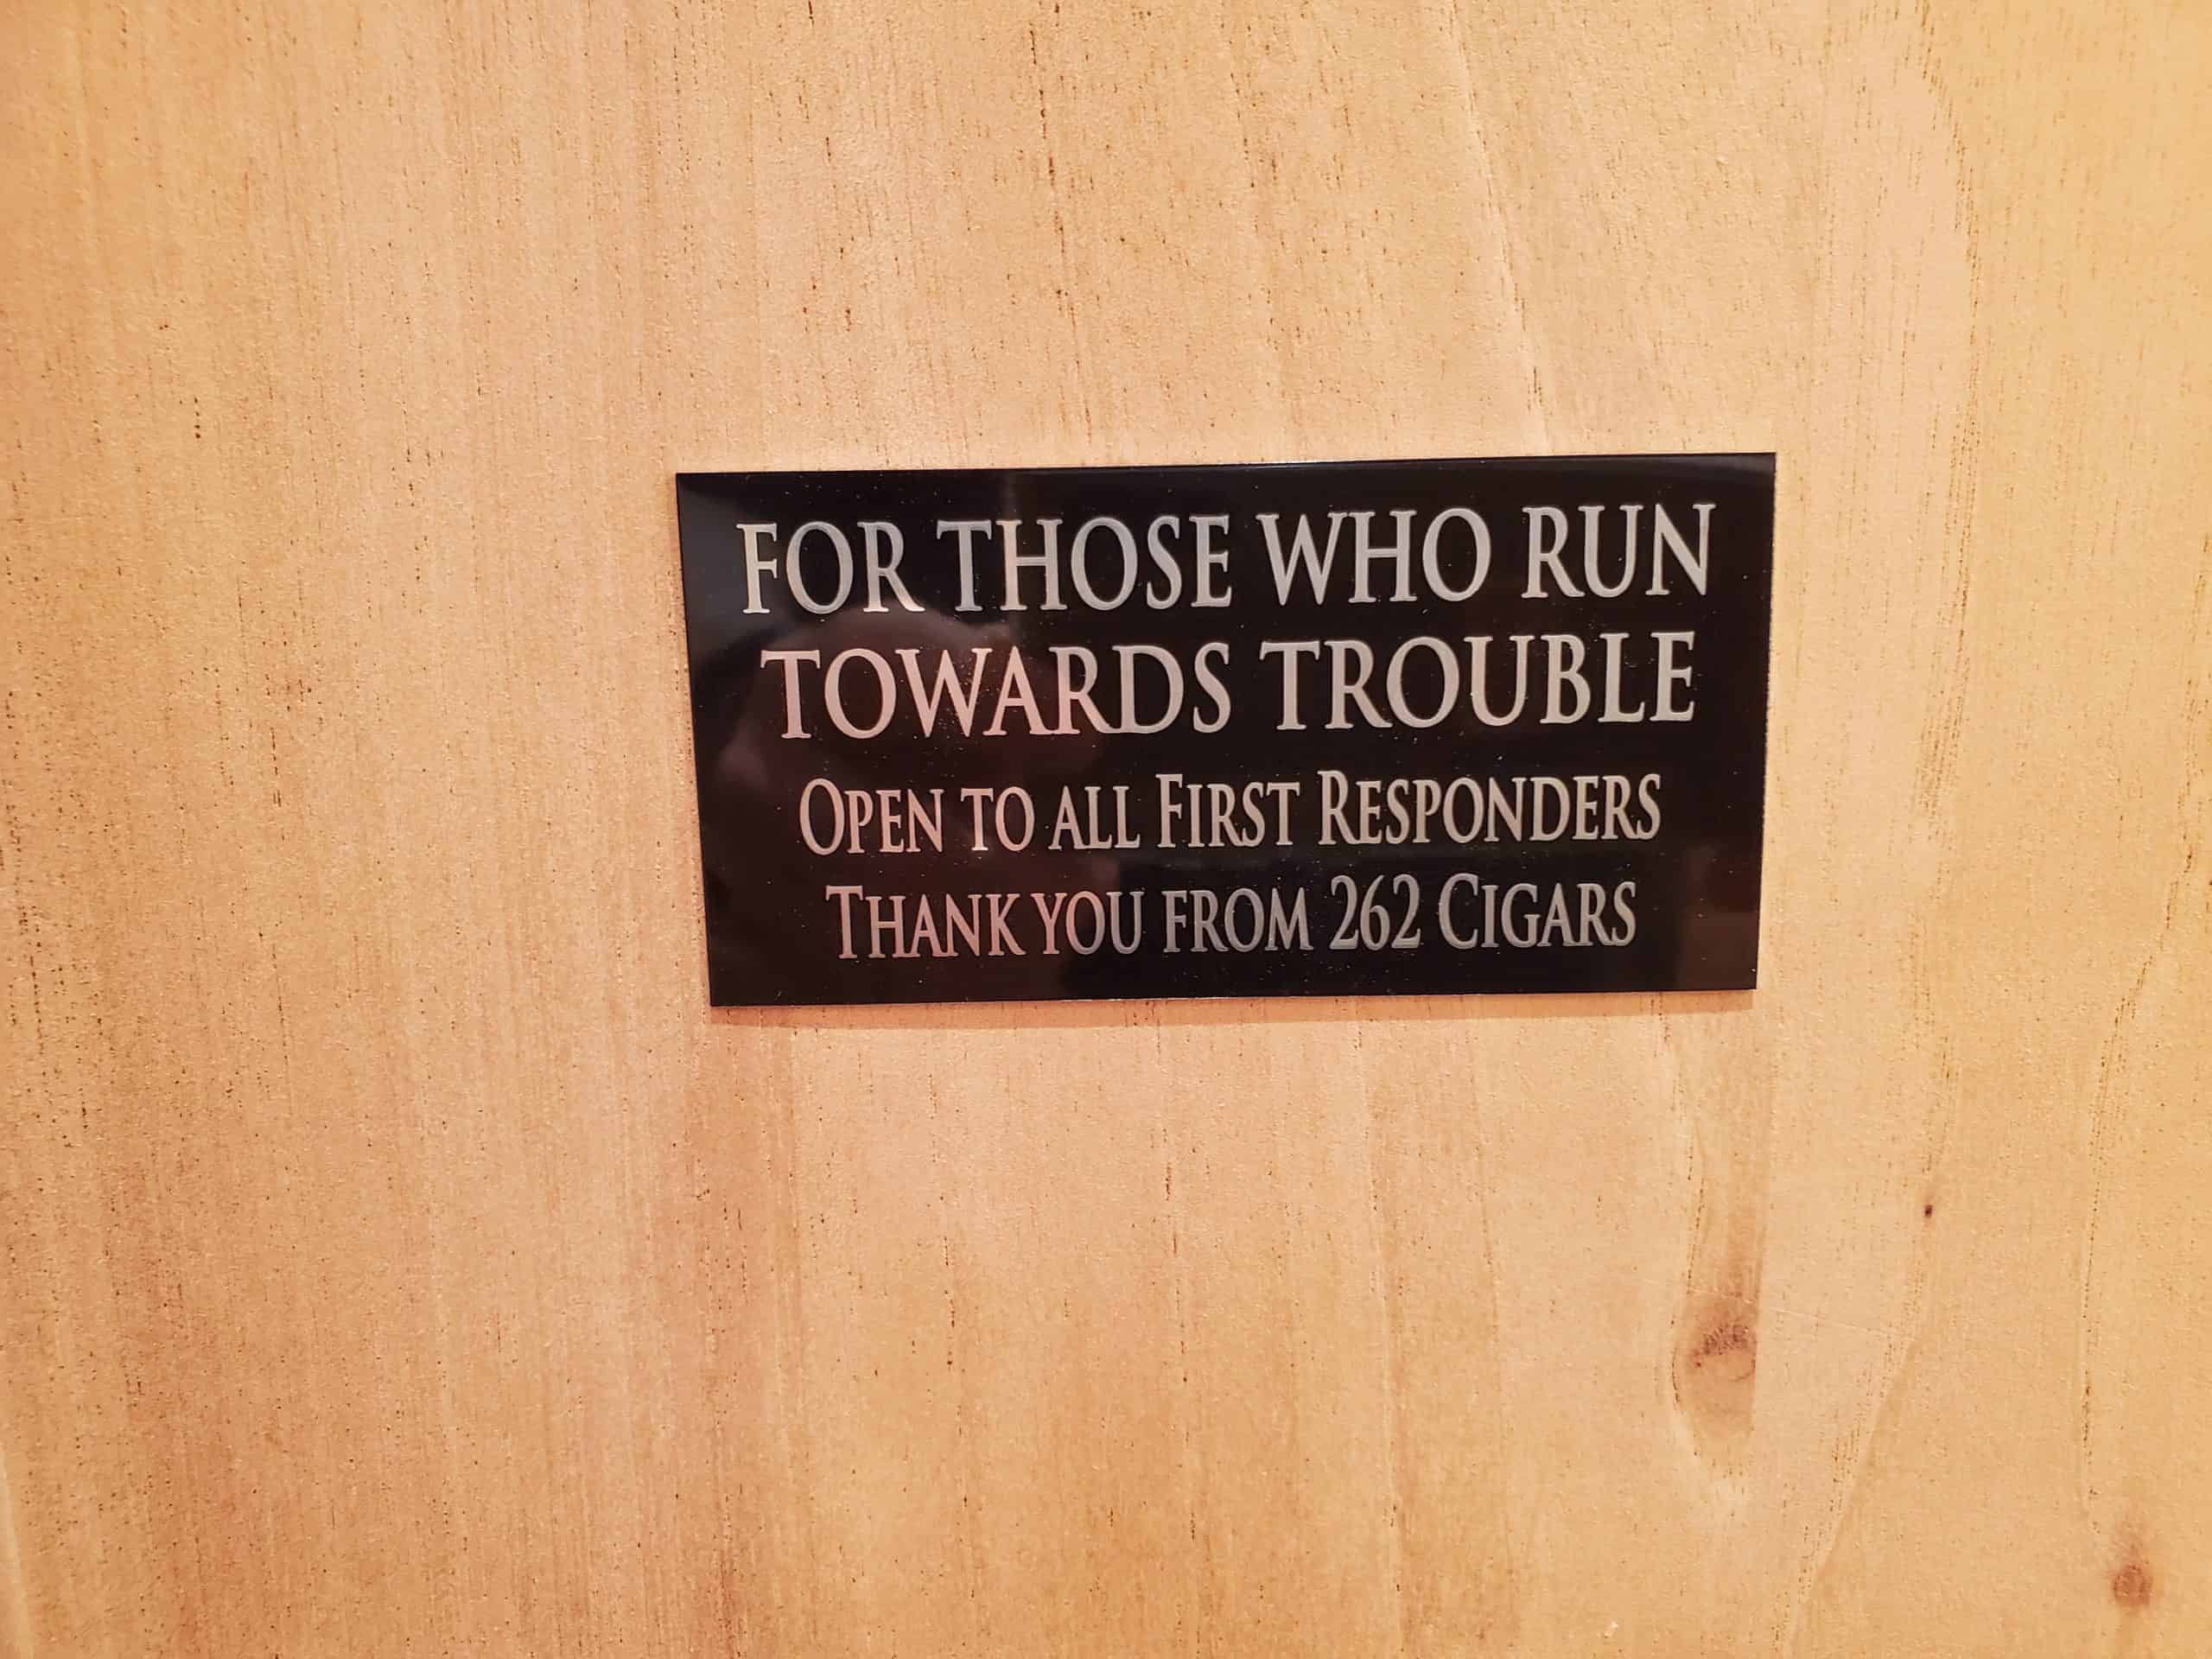 FOR THOSE WHO RUN
TOWARDS TROUBLE
OPEN TO ALL FIRST RESPONDERS
THANK YOU FROM 262 CIGARS